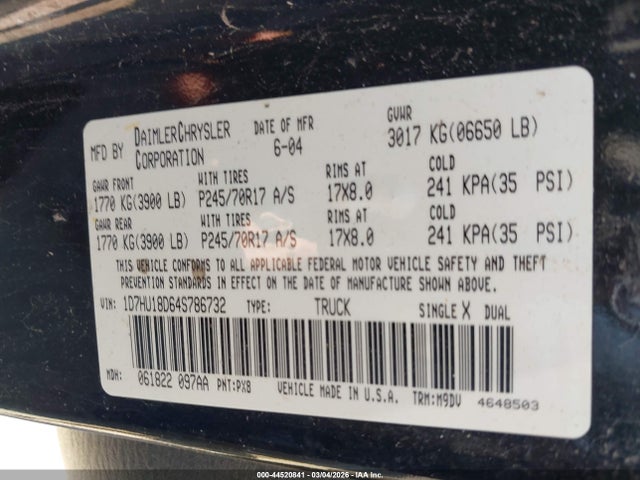 MFD BY DAIMLERCHRYSLER CORPORATION DATE OF MFR 6-04 GVWR 3017 KG(06650 LB)
GAWR FRONT WITH TIRES RIMS AT COLD
1770 KG(3900 LB) P245/70R17 A/S 17X8.0 241 KPA(35 PSI)
GAWR REAR WITH TIRES RIMS AT COLD
1770 KG(3900 LB) P245/70R17 A/S 17X8.0 241 KPA(35 PSI)
THIS VEHICLE CONFORMS TO ALL APPLICABLE FEDERAL MOTOR VEHICLE SAFETY AND THEFT
PREVENTION STANDARDS IN EFFECT ON THE DATE OF MANUFACTURE SHOWN ABOVE.
VIN: 1D7HU18D64S786732 TYPE: TRUCK SINGLE X DUAL
MDH: 061822 097AA PNT:PXB VEHICLE MADE IN U.S.A. TRM:M9DV 4648503
000-44520841 - 03/04/2026 - IAA Inc.